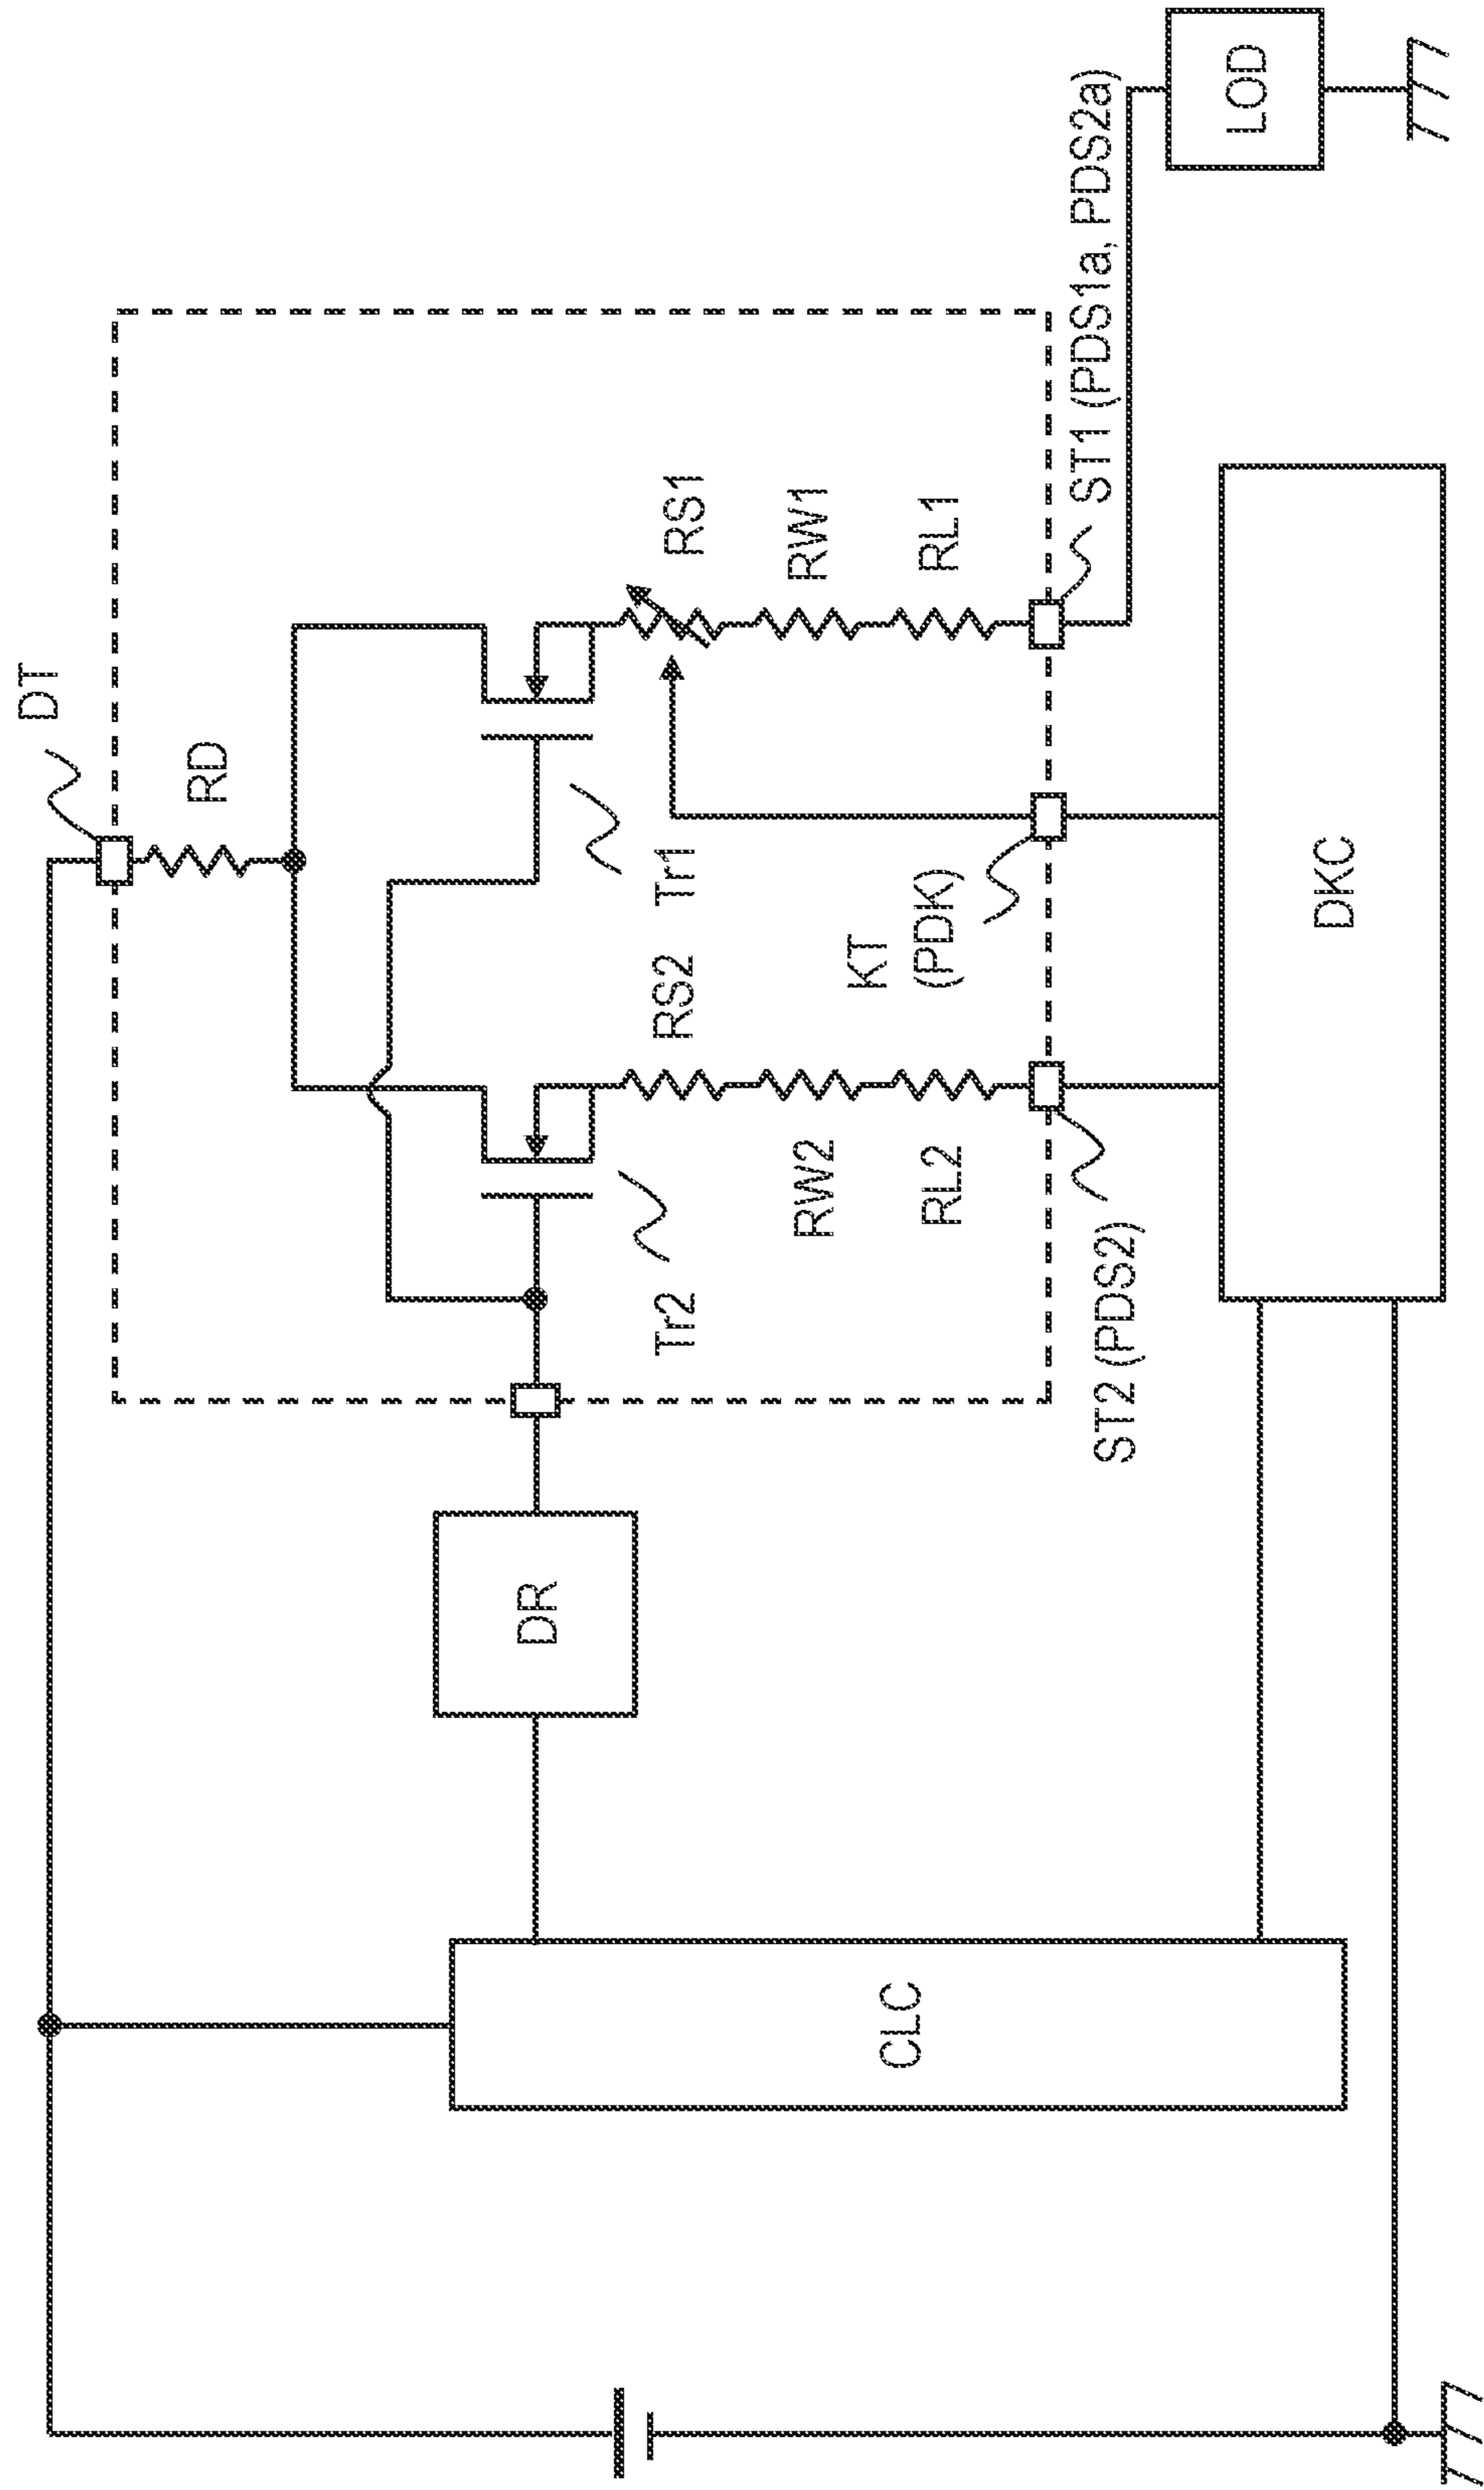 DT
RD
RS1
RW1
RL1
ST1 (PDS1a, PDS2a)
LOD
Tr1
RS2
KT
(PDK)
RW2
RL2
Tr2
ST2 (PDS2)
DKC
DR
CLC